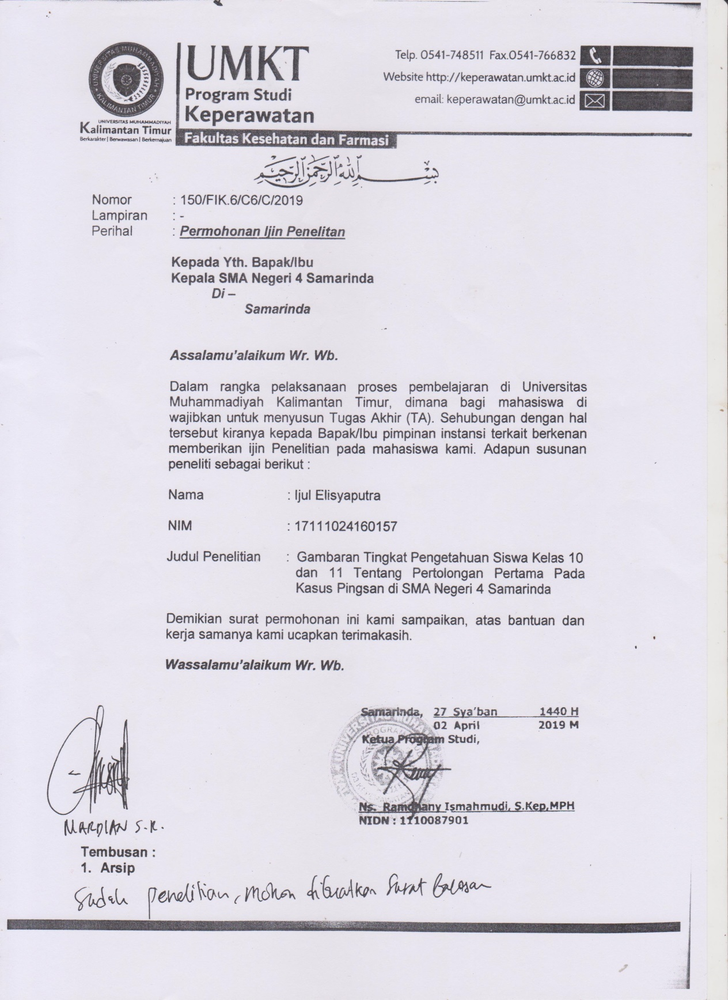 UNIVERSITAS MUHAMMADIYAH KALIMANTAN TIMUR
UNIVERSITAS MUHAMMADIYAH
Kalimantan Timur
Berkarakter | Berwawasan | Berkemajuan
UMKT
Program Studi
Keperawatan
Fakultas Kesehatan dan Farmasi
Telp. 0541-748511 Fax.0541-766832
Website http://keperawatan.umkt.ac.id
email: keperawatan@umkt.ac.id
بِسْمِ اللهِ الرَّحْمٰنِ الرَّحِيْمِ
Nomor : 150/FIK.6/C6/C/2019
Lampiran : -
Perihal : Permohonan Ijin Penelitan
Kepada Yth. Bapak/Ibu
Kepala SMA Negeri 4 Samarinda
Di –
Samarinda
Assalamu'alaikum Wr. Wb.
Dalam rangka pelaksanaan proses pembelajaran di Universitas
Muhammadiyah Kalimantan Timur, dimana bagi mahasiswa di
wajibkan untuk menyusun Tugas Akhir (TA). Sehubungan dengan hal
tersebut kiranya kepada Bapak/Ibu pimpinan instansi terkait berkenan
memberikan ijin Penelitian pada mahasiswa kami. Adapun susunan
peneliti sebagai berikut :
Nama : Ijul Elisyaputra
NIM : 17111024160157
Judul Penelitian : Gambaran Tingkat Pengetahuan Siswa Kelas 10
dan 11 Tentang Pertolongan Pertama Pada
Kasus Pingsan di SMA Negeri 4 Samarinda
Demikian surat permohonan ini kami sampaikan, atas bantuan dan
kerja samanya kami ucapkan terimakasih.
Wassalamu'alaikum Wr. Wb.
Samarinda, 27 Sya'ban 1440 H
02 April 2019 M
Ketua Program Studi,
Ns. Ramdhany Ismahmudi, S.Kep,MPH
NIDN : 1110087901
MARDIAN S.R.
Tembusan :
1. Arsip
Sudah penelitian, mohon dibuatkan surat balasan